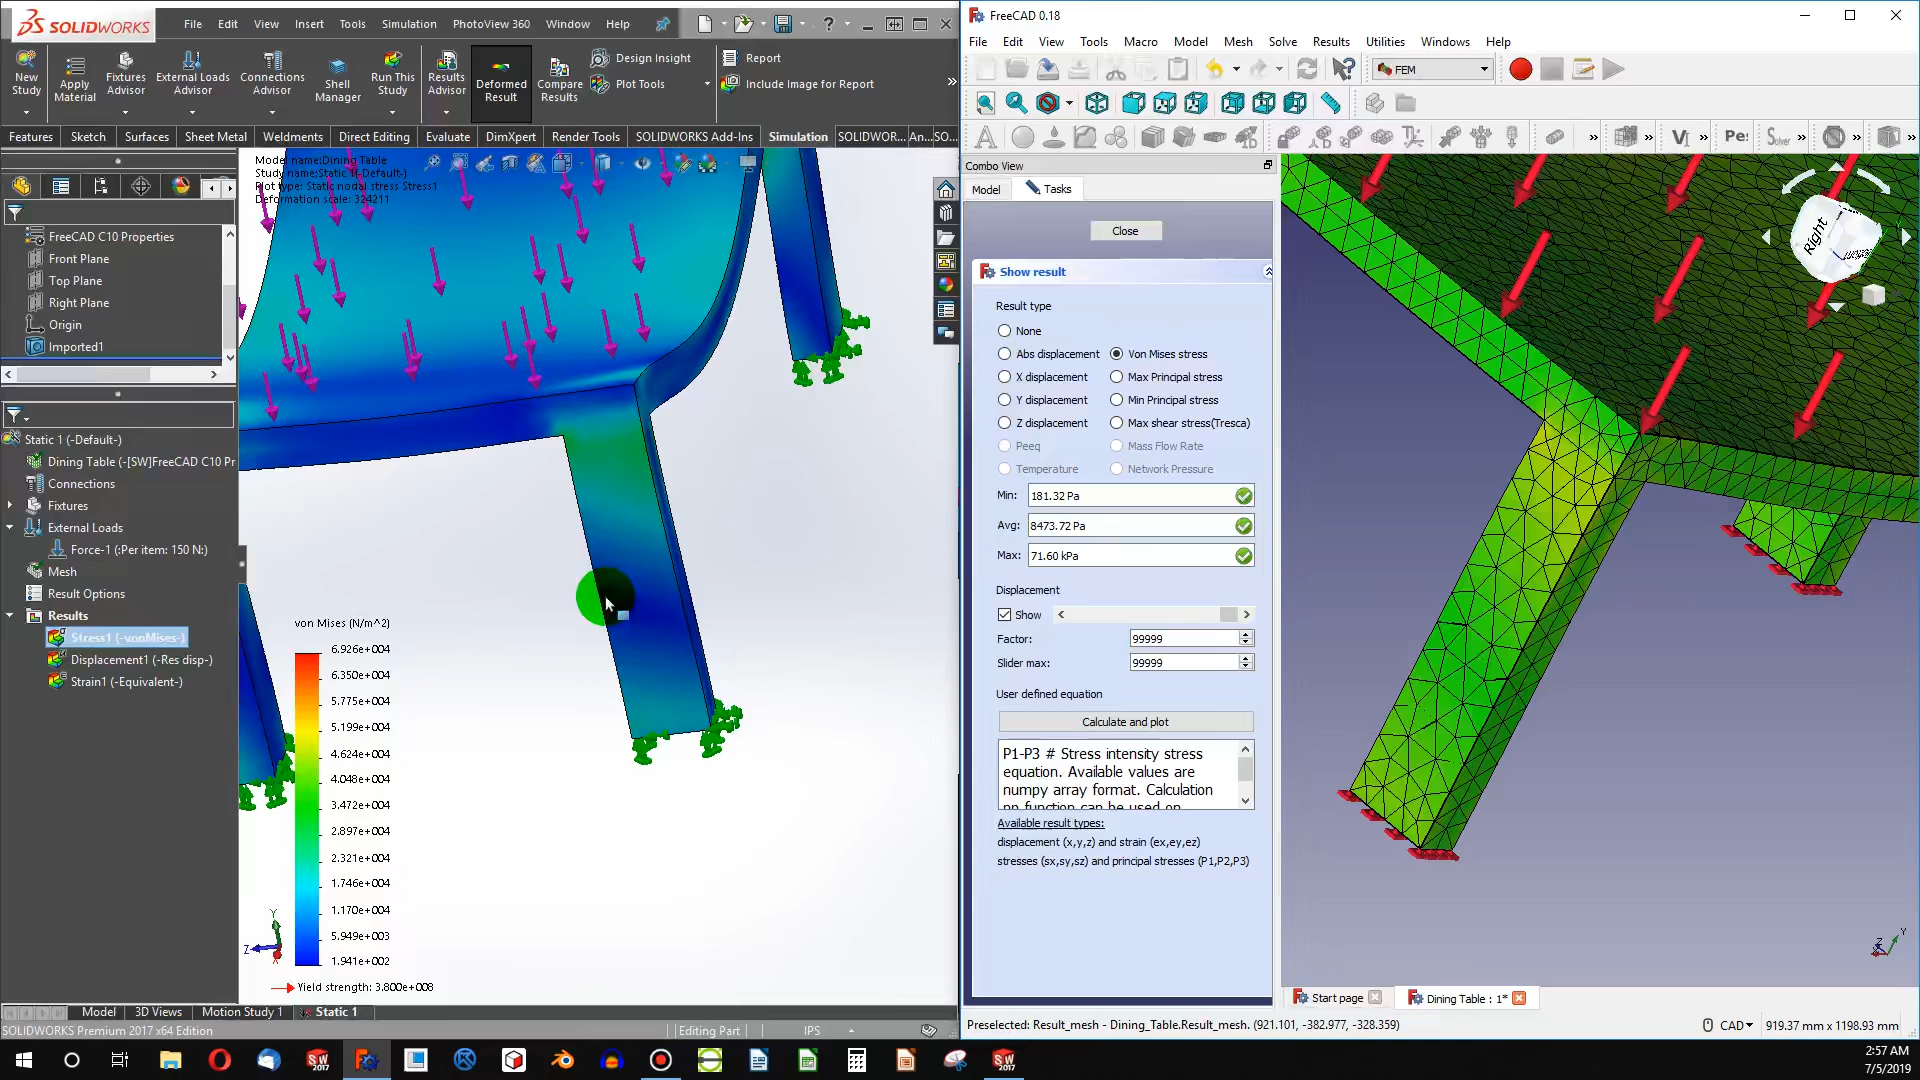 SOLIDWORKS
File Edit View Insert Tools Simulation PhotoView 360 Window Help
New Study
Apply Material
Fixtures Advisor
External Loads Advisor
Connections Advisor
Shell Manager
Run This Study
Results Advisor
Deformed Result
Compare Results
Design Insight
Plot Tools
Report
Include Image for Report
Features Sketch Surfaces Sheet Metal Weldments Direct Editing Evaluate DimXpert Render Tools SOLIDWORKS Add-Ins Simulation SOLIDWOR... An... SO...
Model name:Dining Table
Study name:Static 1(-Default-)
Plot type: Static nodal stress Stress1
Deformation scale: 324211
FreeCAD C10 Properties
Front Plane
Top Plane
Right Plane
Origin
Imported1
Static 1 (-Default-)
Dining Table (-[SW]FreeCAD C10 Pr
Connections
Fixtures
External Loads
Force-1 (:Per item: 150 N:)
Mesh
Result Options
Results
Stress1 (-vonMises-)
Displacement1 (-Res disp-)
Strain1 (-Equivalent-)
von Mises (N/m^2)
6.926e+004
6.350e+004
5.775e+004
5.199e+004
4.624e+004
4.048e+004
3.472e+004
2.897e+004
2.321e+004
1.746e+004
1.170e+004
5.949e+003
1.941e+002
Yield strength: 3.800e+008
Y
Z
X
Model 3D Views Motion Study 1 Static 1
SOLIDWORKS Premium 2017 x64 Edition Editing Part IPS
FreeCAD 0.18
File Edit View Tools Macro Model Mesh Solve Results Utilities Windows Help
FEM
Pe: Solver
Combo View
Model Tasks
Close
Show result
Result type
None
Abs displacement Von Mises stress
X displacement Max Principal stress
Y displacement Min Principal stress
Z displacement Max shear stress(Tresca)
Peeq Mass Flow Rate
Temperature Network Pressure
Min: 181.32 Pa
Avg: 8473.72 Pa
Max: 71.60 kPa
Displacement
Show
Factor: 99999
Slider max: 99999
User defined equation
Calculate and plot
P1-P3 # Stress intensity stress
equation. Available values are
numpy array format. Calculation
nn function can be used on
Available result types:
displacement (x,y,z) and strain (ex,ey,ez)
stresses (sx,sy,sz) and principal stresses (P1,P2,P3)
Right
Y
Z
Start page Dining Table : 1*
Preselected: Result_mesh - Dining_Table.Result_mesh. (921.101, -382.977, -328.359) CAD 919.37 mm x 1198.93 mm
SW 2017
SW 2017
2:57 AM
7/5/2019